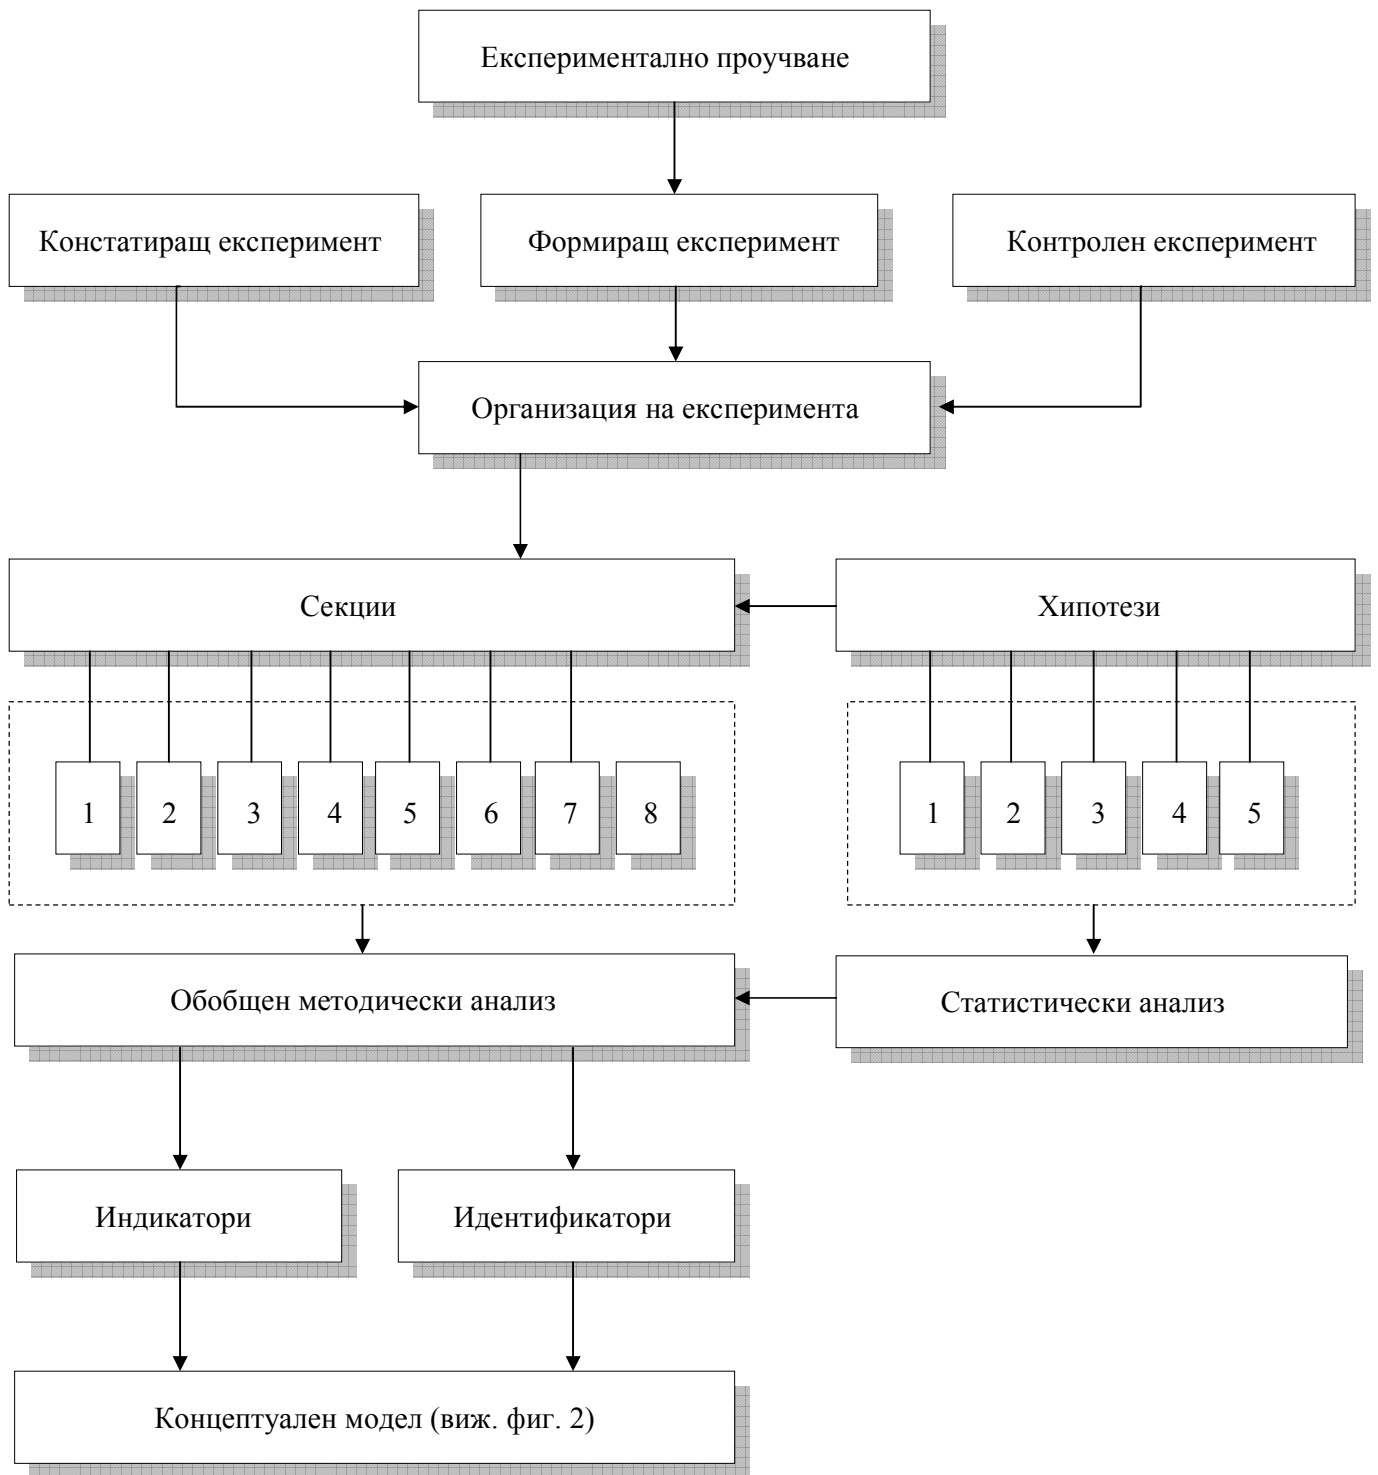 Експериментално проучване
Констатиращ експеримент
Формиращ експеримент
Контролен експеримент
Организация на експеримента
Секции
Хипотези
1 2 3 4 5 6 7 8
1 2 3 4 5
Обобщен методически анализ
Статистически анализ
Индикатори
Идентификатори
Концептуален модел (виж. фиг. 2)